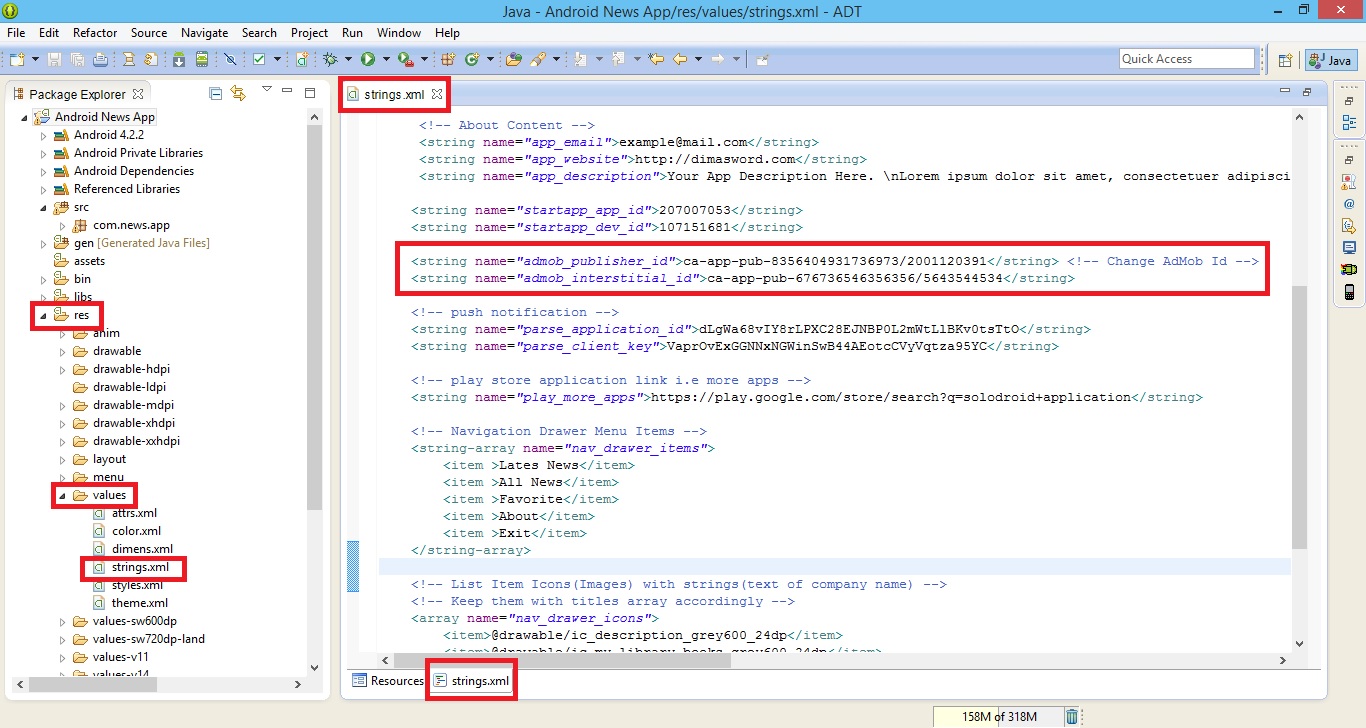 Java - Android News App/res/values/strings.xml - ADT
File Edit Refactor Source Navigate Search Project Run Window Help
Quick Access
Java
Package Explorer
Android News App
Android 4.2.2
Android Private Libraries
Android Dependencies
Referenced Libraries
src
com.news.app
gen [Generated Java Files]
assets
bin
libs
res
anim
drawable
drawable-hdpi
drawable-ldpi
drawable-mdpi
drawable-xhdpi
drawable-xxhdpi
layout
menu
values
attrs.xml
color.xml
dimens.xml
strings.xml
styles.xml
theme.xml
values-sw600dp
values-sw720dp-land
values-v11
values-v14
strings.xml
<!-- About Content -->
<string name="app_email">example@mail.com</string>
<string name="app_website">http://dimasword.com</string>
<string name="app_description">Your App Description Here. \nLorem ipsum dolor sit amet, consectetuer adipisci
<string name="startapp_app_id">207007053</string>
<string name="startapp_dev_id">107151681</string>
<string name="admob_publisher_id">ca-app-pub-8356404931736973/2001120391</string> <!-- Change AdMob Id -->
<string name="admob_interstitial_id">ca-app-pub-676736546356356/5643544534</string>
<!-- push notification -->
<string name="parse_application_id">dLgWa68vIY8rLPXC28EJNBP0L2mWtLlBKv0tsTtO</string>
<string name="parse_client_key">VaprOvExGGNNxNGWinSwB44AEotcCVyVqtza95YC</string>
<!-- play store application link i.e more apps -->
<string name="play_more_apps">https://play.google.com/store/search?q=solodroid+application</string>
<!-- Navigation Drawer Menu Items -->
<string-array name="nav_drawer_items">
<item >Lates News</item>
<item >All News</item>
<item >Favorite</item>
<item >About</item>
<item >Exit</item>
</string-array>
<!-- List Item Icons(Images) with strings(text of company name) -->
<!-- Keep them with titles array accordingly -->
<array name="nav_drawer_icons">
<item>@drawable/ic_description_grey600_24dp</item>
<item>@drawable/ic_my_library_books_grey600_24dp</item>
Resources
strings.xml
158M of 318M